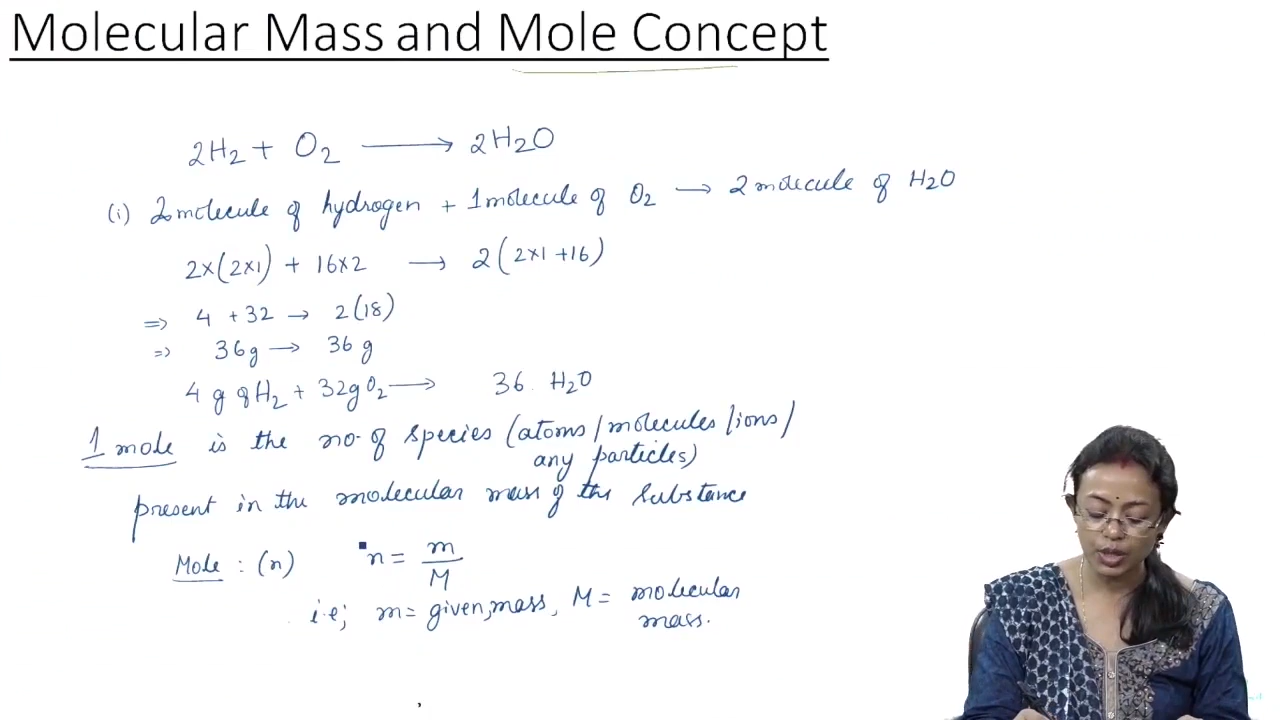 Molecular Mass and Mole Concept
2H₂ + O₂ ⟶ 2H₂O
(i) 2 molecule of hydrogen + 1 molecule of O₂ → 2 molecule of H₂O
2×(2×1) + 16×2 → 2(2×1+16)
⇒ 4 + 32 → 2(18)
⇒ 36g → 36 g
4 g of H₂ + 32g O₂ → 36. H₂O
1 mole is the no. of species (atoms/molecules/ions/
any particles)
present in the molecular mass of the substance
Mole : (n) n = m/M
i.e; m = given, mass, M = molecular
mass.